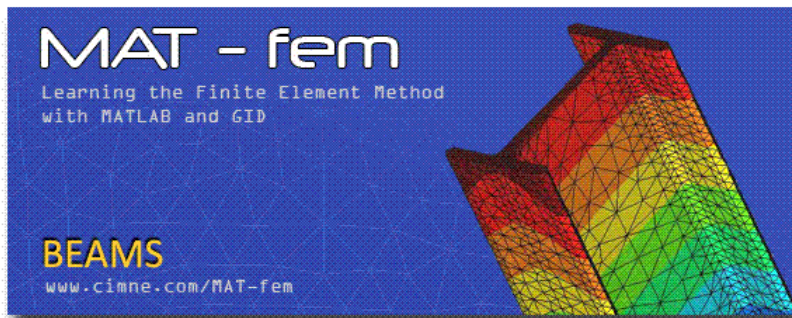 MAT - fem
Learning the Finite Element Method
with MATLAB and GID
BEAMS
www.cimne.com/MAT-fem